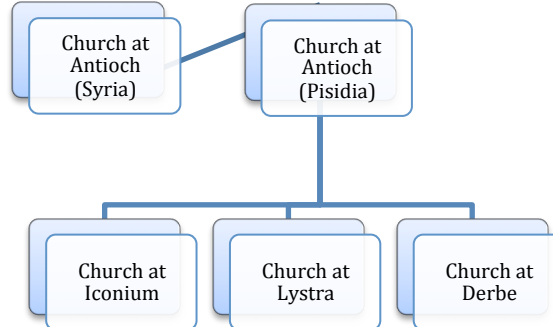 Church at
Antioch
(Syria)
Church at
Antioch
(Pisidia)
Church at
Iconium
Church at
Lystra
Church at
Derbe